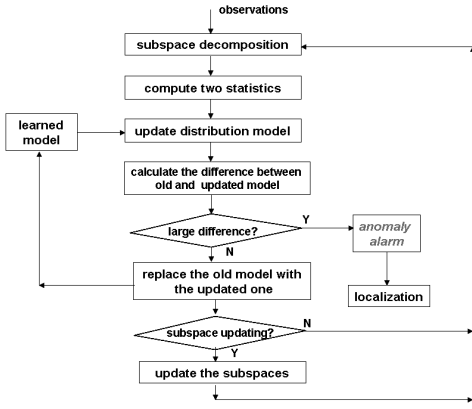 observations
subspace decomposition
compute two statistics
learned
model
update distribution model
calculate the difference between
old and updated model
large difference?
Y
anomaly
alarm
N
replace the old model with
the updated one
localization
subspace updating?
N
Y
update the subspaces